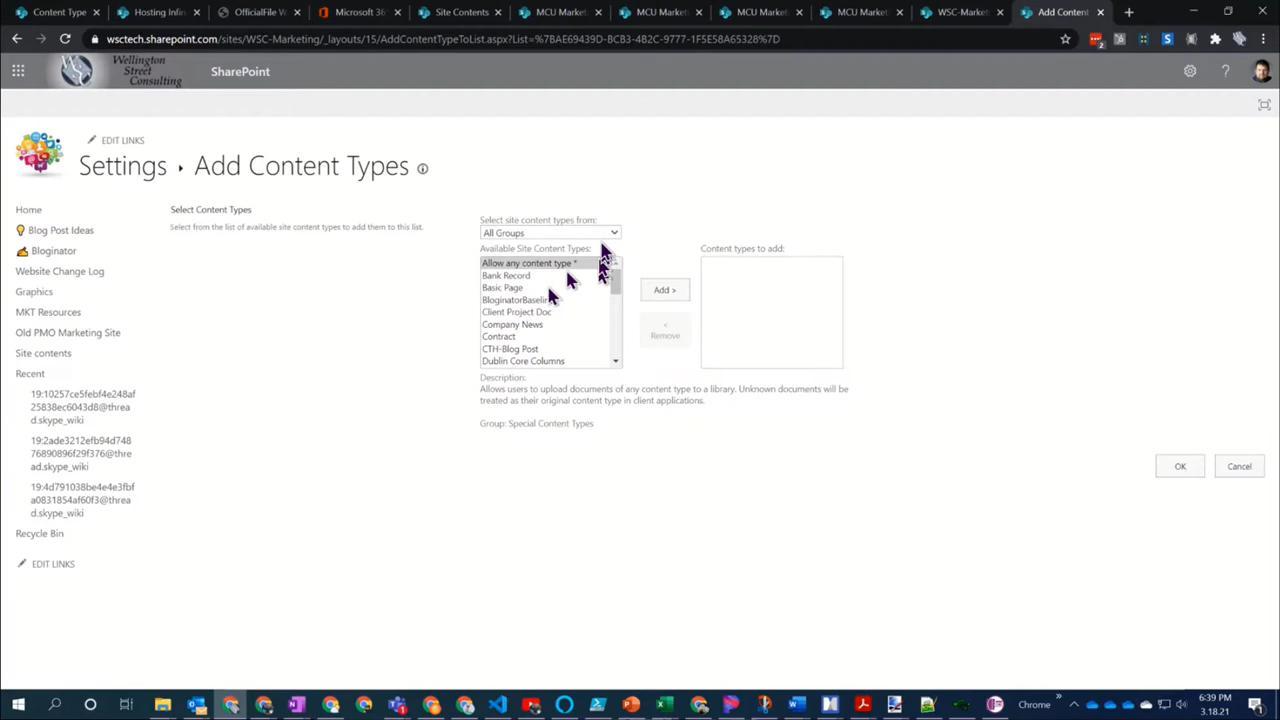 Content Type
Hosting Infin
OfficialFile W
Microsoft 36
Site Contents
MCU Market
MCU Market
MCU Market
MCU Market
WSC-Market
Add Content
wsctech.sharepoint.com/sites/WSC-Marketing/_layouts/15/AddContentTypeToList.aspx?List=%7BAE69439D-BCB3-4B2C-9777-1F5E58A65328%7D
Wellington
Street
Consulting
SharePoint
EDIT LINKS
Settings › Add Content Types
Home
Blog Post Ideas
Bloginator
Website Change Log
Graphics
MKT Resources
Old PMO Marketing Site
Site contents
Recent
19:10257ce5febf4e248af
25838ec6043d8@threa
d.skype_wiki
19:2ade3212efb94d748
76890896f29f376@thre
ad.skype_wiki
19:4d791038be4e4e3fbf
a0831854af60f3@threa
d.skype_wiki
Recycle Bin
EDIT LINKS
Select Content Types
Select from the list of available site content types to add them to this list.
Select site content types from:
All Groups
Available Site Content Types:
Allow any content type *
Bank Record
Basic Page
BloginatorBaselin
Client Project Doc
Company News
Contract
CTH-Blog Post
Dublin Core Columns
Add >
<
Remove
Content types to add:
Description:
Allows users to upload documents of any content type to a library. Unknown documents will be
treated as their original content type in client applications.
Group: Special Content Types
OK
Cancel
Chrome
6:39 PM
3.18.21